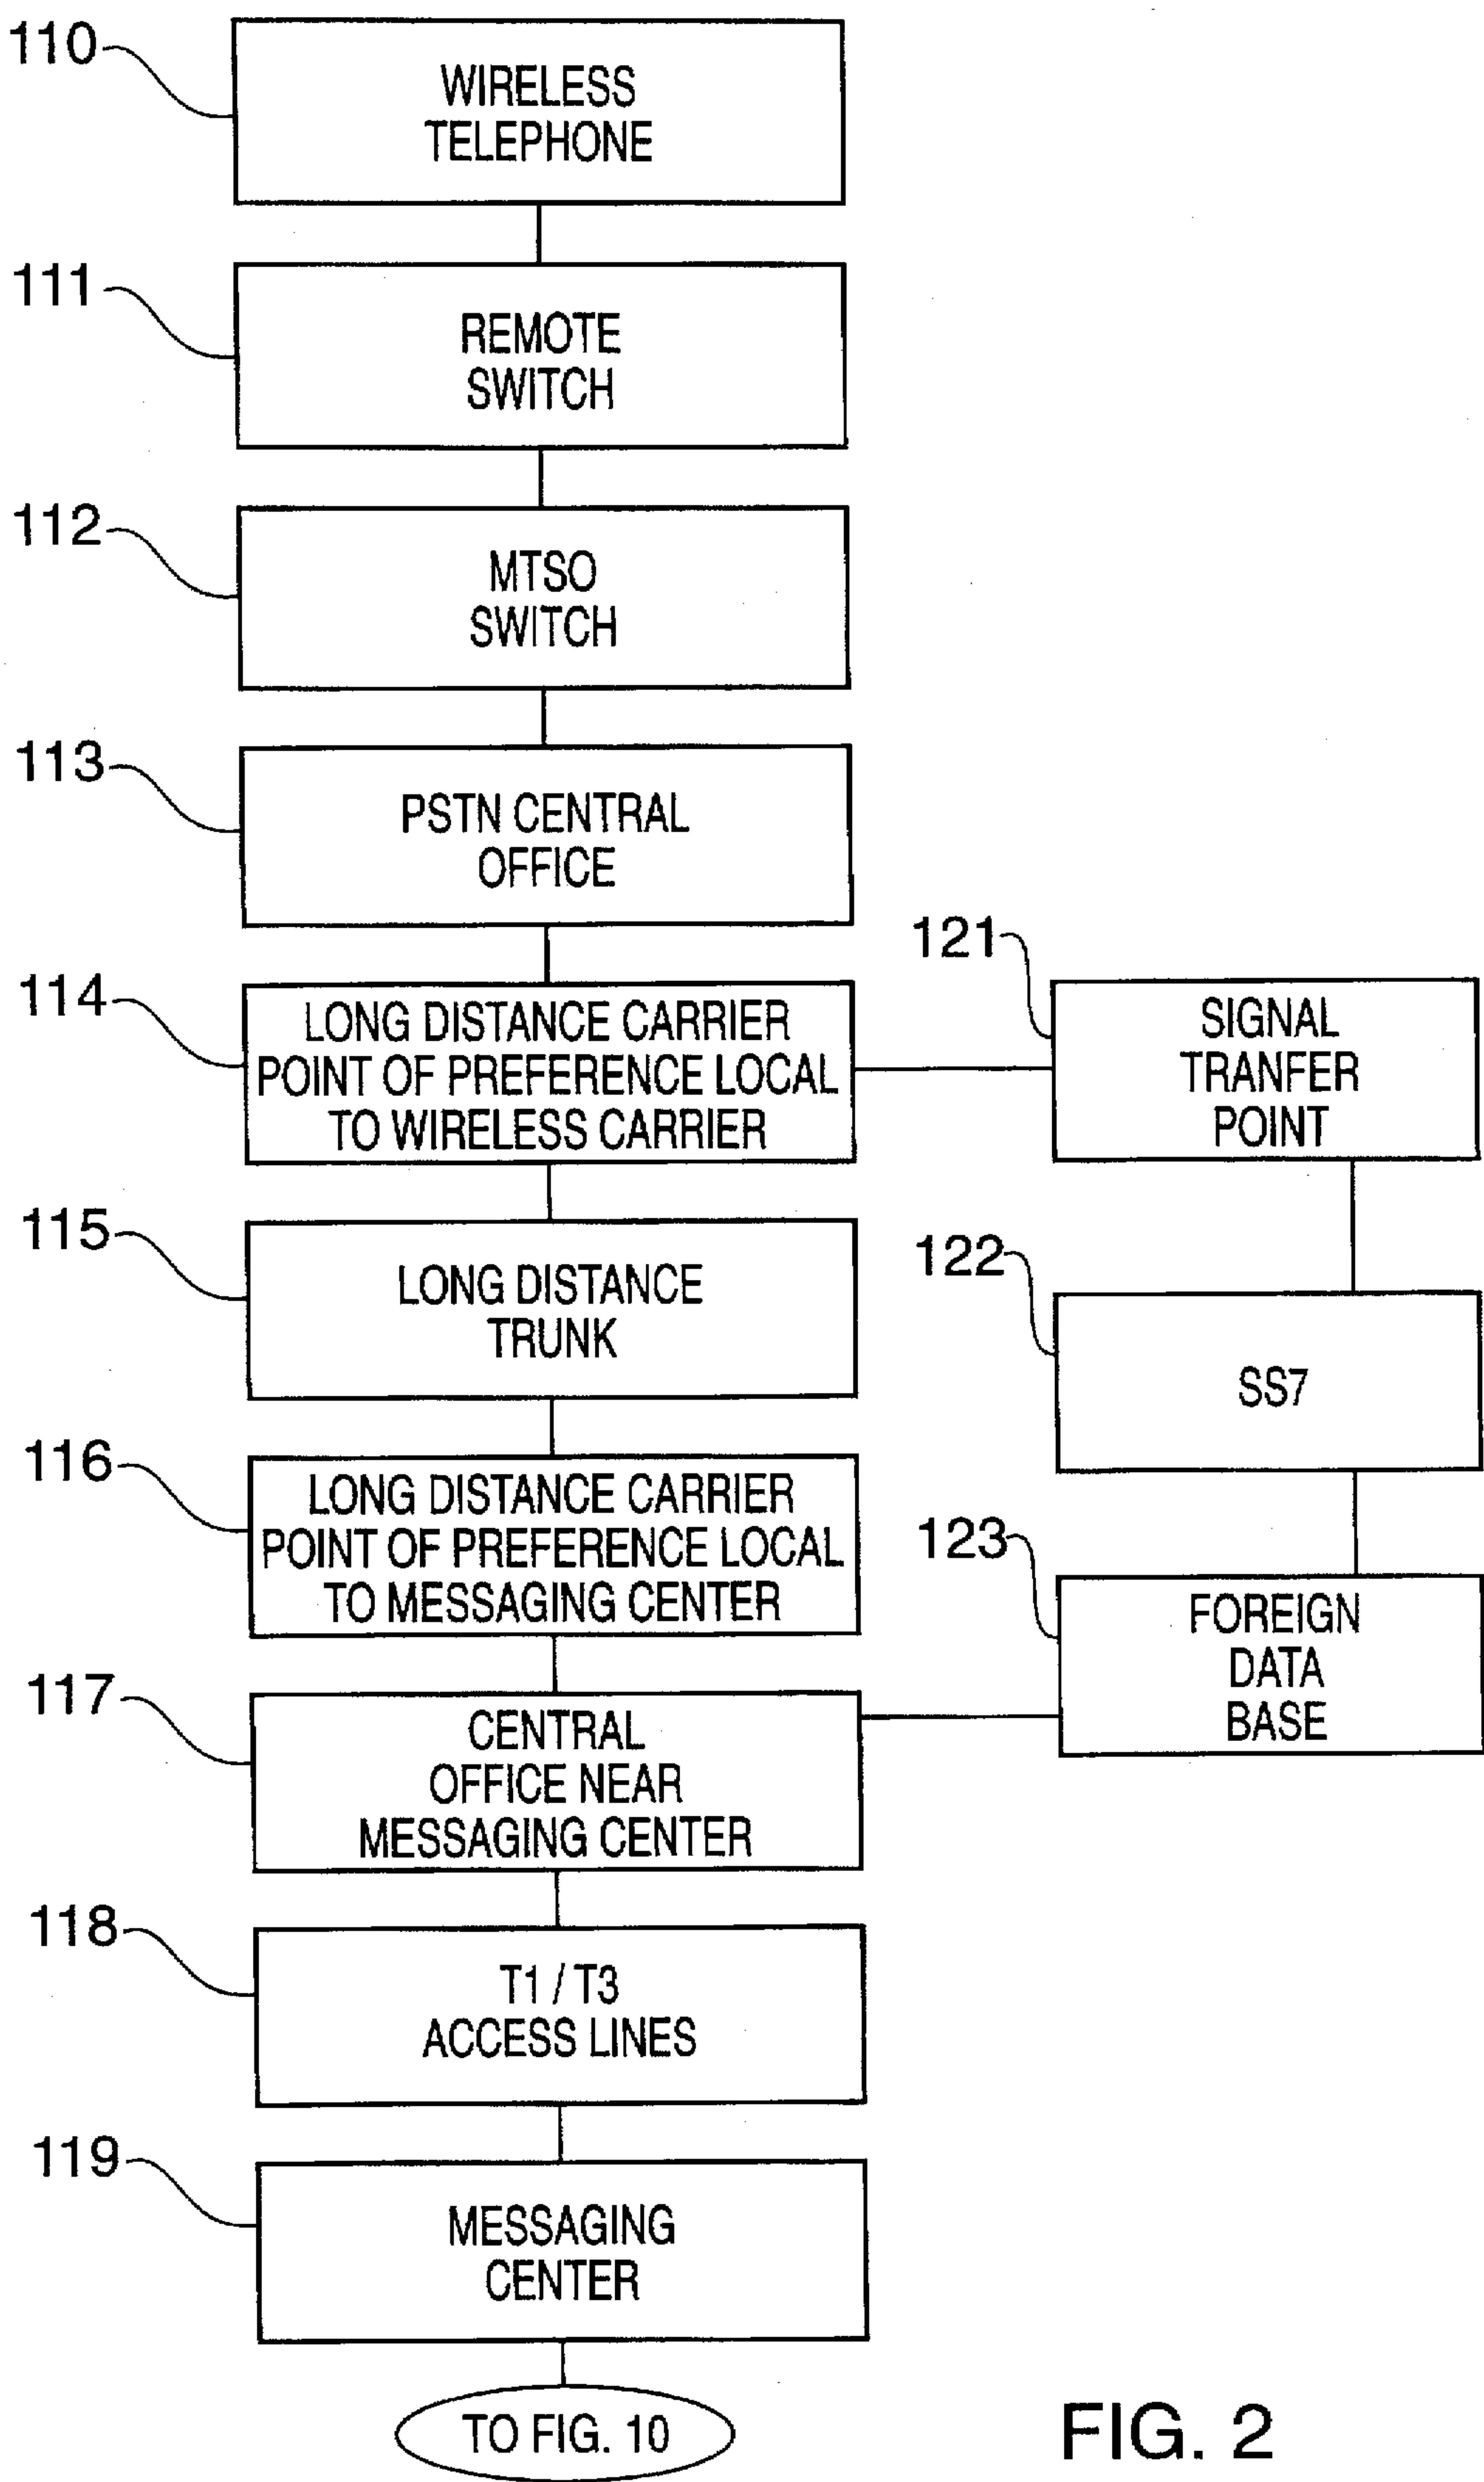 110
WIRELESS
TELEPHONE
111
REMOTE
SWITCH
112
MTSO
SWITCH
113
PSTN CENTRAL
OFFICE
114
LONG DISTANCE CARRIER
POINT OF PREFERENCE LOCAL
TO WIRELESS CARRIER
121
SIGNAL
TRANFER
POINT
115
LONG DISTANCE
TRUNK
122
SS7
116
LONG DISTANCE CARRIER
POINT OF PREFERENCE LOCAL
TO MESSAGING CENTER
123
FOREIGN
DATA
BASE
117
CENTRAL
OFFICE NEAR
MESSAGING CENTER
118
T1 / T3
ACCESS LINES
119
MESSAGING
CENTER
TO FIG. 10
FIG. 2